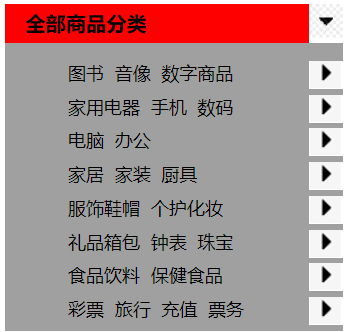 全部商品分类
图书 音像 数字商品
家用电器 手机 数码
电脑 办公
家居 家装 厨具
服饰鞋帽 个护化妆
礼品箱包 钟表 珠宝
食品饮料 保健食品
彩票 旅行 充值 票务